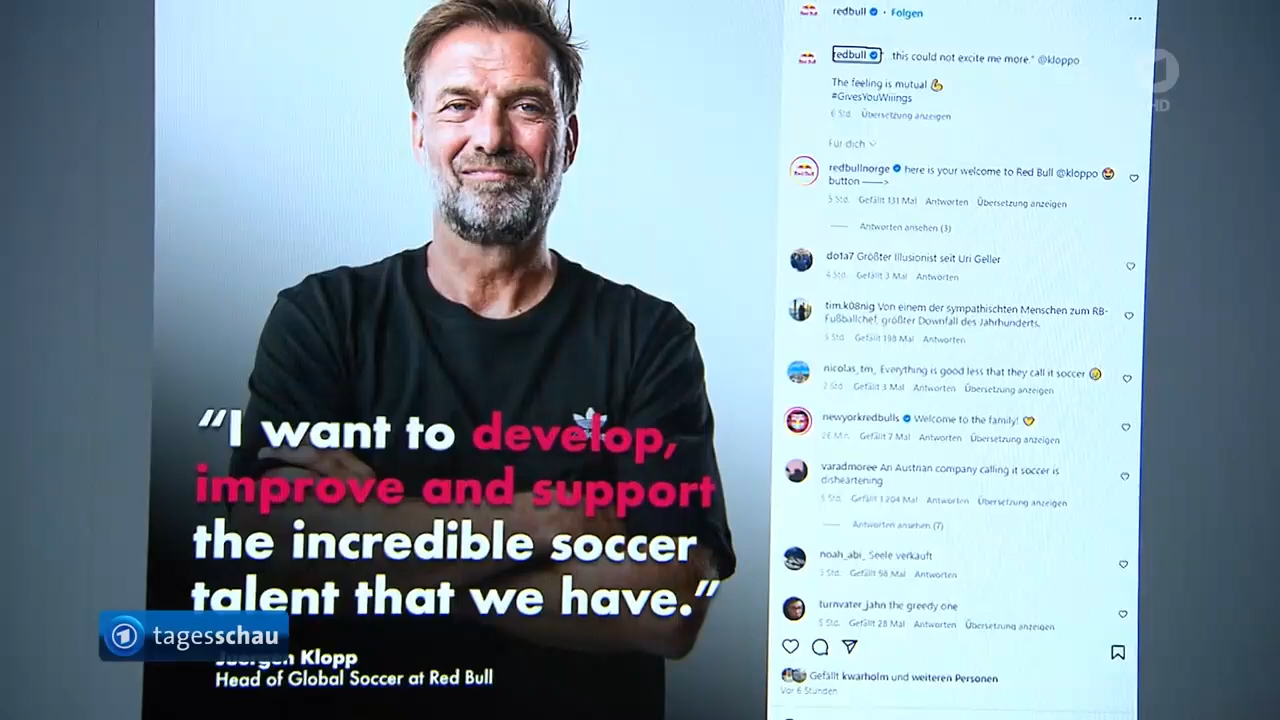 “I want to develop,
improve and support
the incredible soccer
talent that we have.”
Juergen Klopp
Head of Global Soccer at Red Bull
tagesschau
HD
redbull · Folgen
redbull "...this could not excite me more." @kloppo
The feeling is mutual 💪
#GivesYouWiiings
6 Std. Übersetzung anzeigen
Für dich
redbullnorge here is your welcome to Red Bull @kloppo 🤩
button ——>
5 Std. Gefällt 131 Mal Antworten Übersetzung anzeigen
Antworten ansehen (3)
do1a7 Größter Illusionist seit Uri Geller
4 Std. Gefällt 3 Mal Antworten
tim.k08nig Von einem der sympathischten Menschen zum RB-
Fußballchef, größter Downfall des Jahrhunderts.
5 Std. Gefällt 198 Mal Antworten
nicolas_tm_ Everything is good less that they call it soccer
2 Std. Gefällt 3 Mal Antworten Übersetzung anzeigen
newyorkredbulls Welcome to the family! 💛
26 Min. Gefällt 7 Mal Antworten Übersetzung anzeigen
varadmoree An Austrian company calling it soccer is
disheartening
5 Std. Gefällt 1 204 Mal Antworten Übersetzung anzeigen
Antworten ansehen (7)
noah_abi_ Seele verkauft
5 Std. Gefällt 98 Mal Antworten
turnvater_jahn the greedy one
5 Std. Gefällt 28 Mal Antworten Übersetzung anzeigen
Gefällt kwarholm und weiteren Personen
Vor 6 Stunden